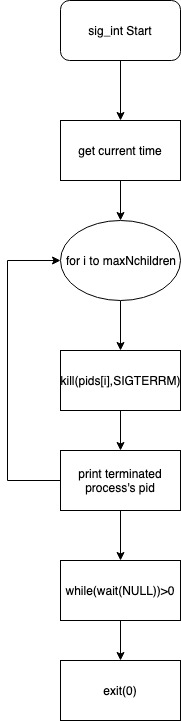 sig_int Start
get current time
for i to maxNchildren
kill(pids[i],SIGTERRM)
print terminated
process's pid
while(wait(NULL))>0
exit(0)